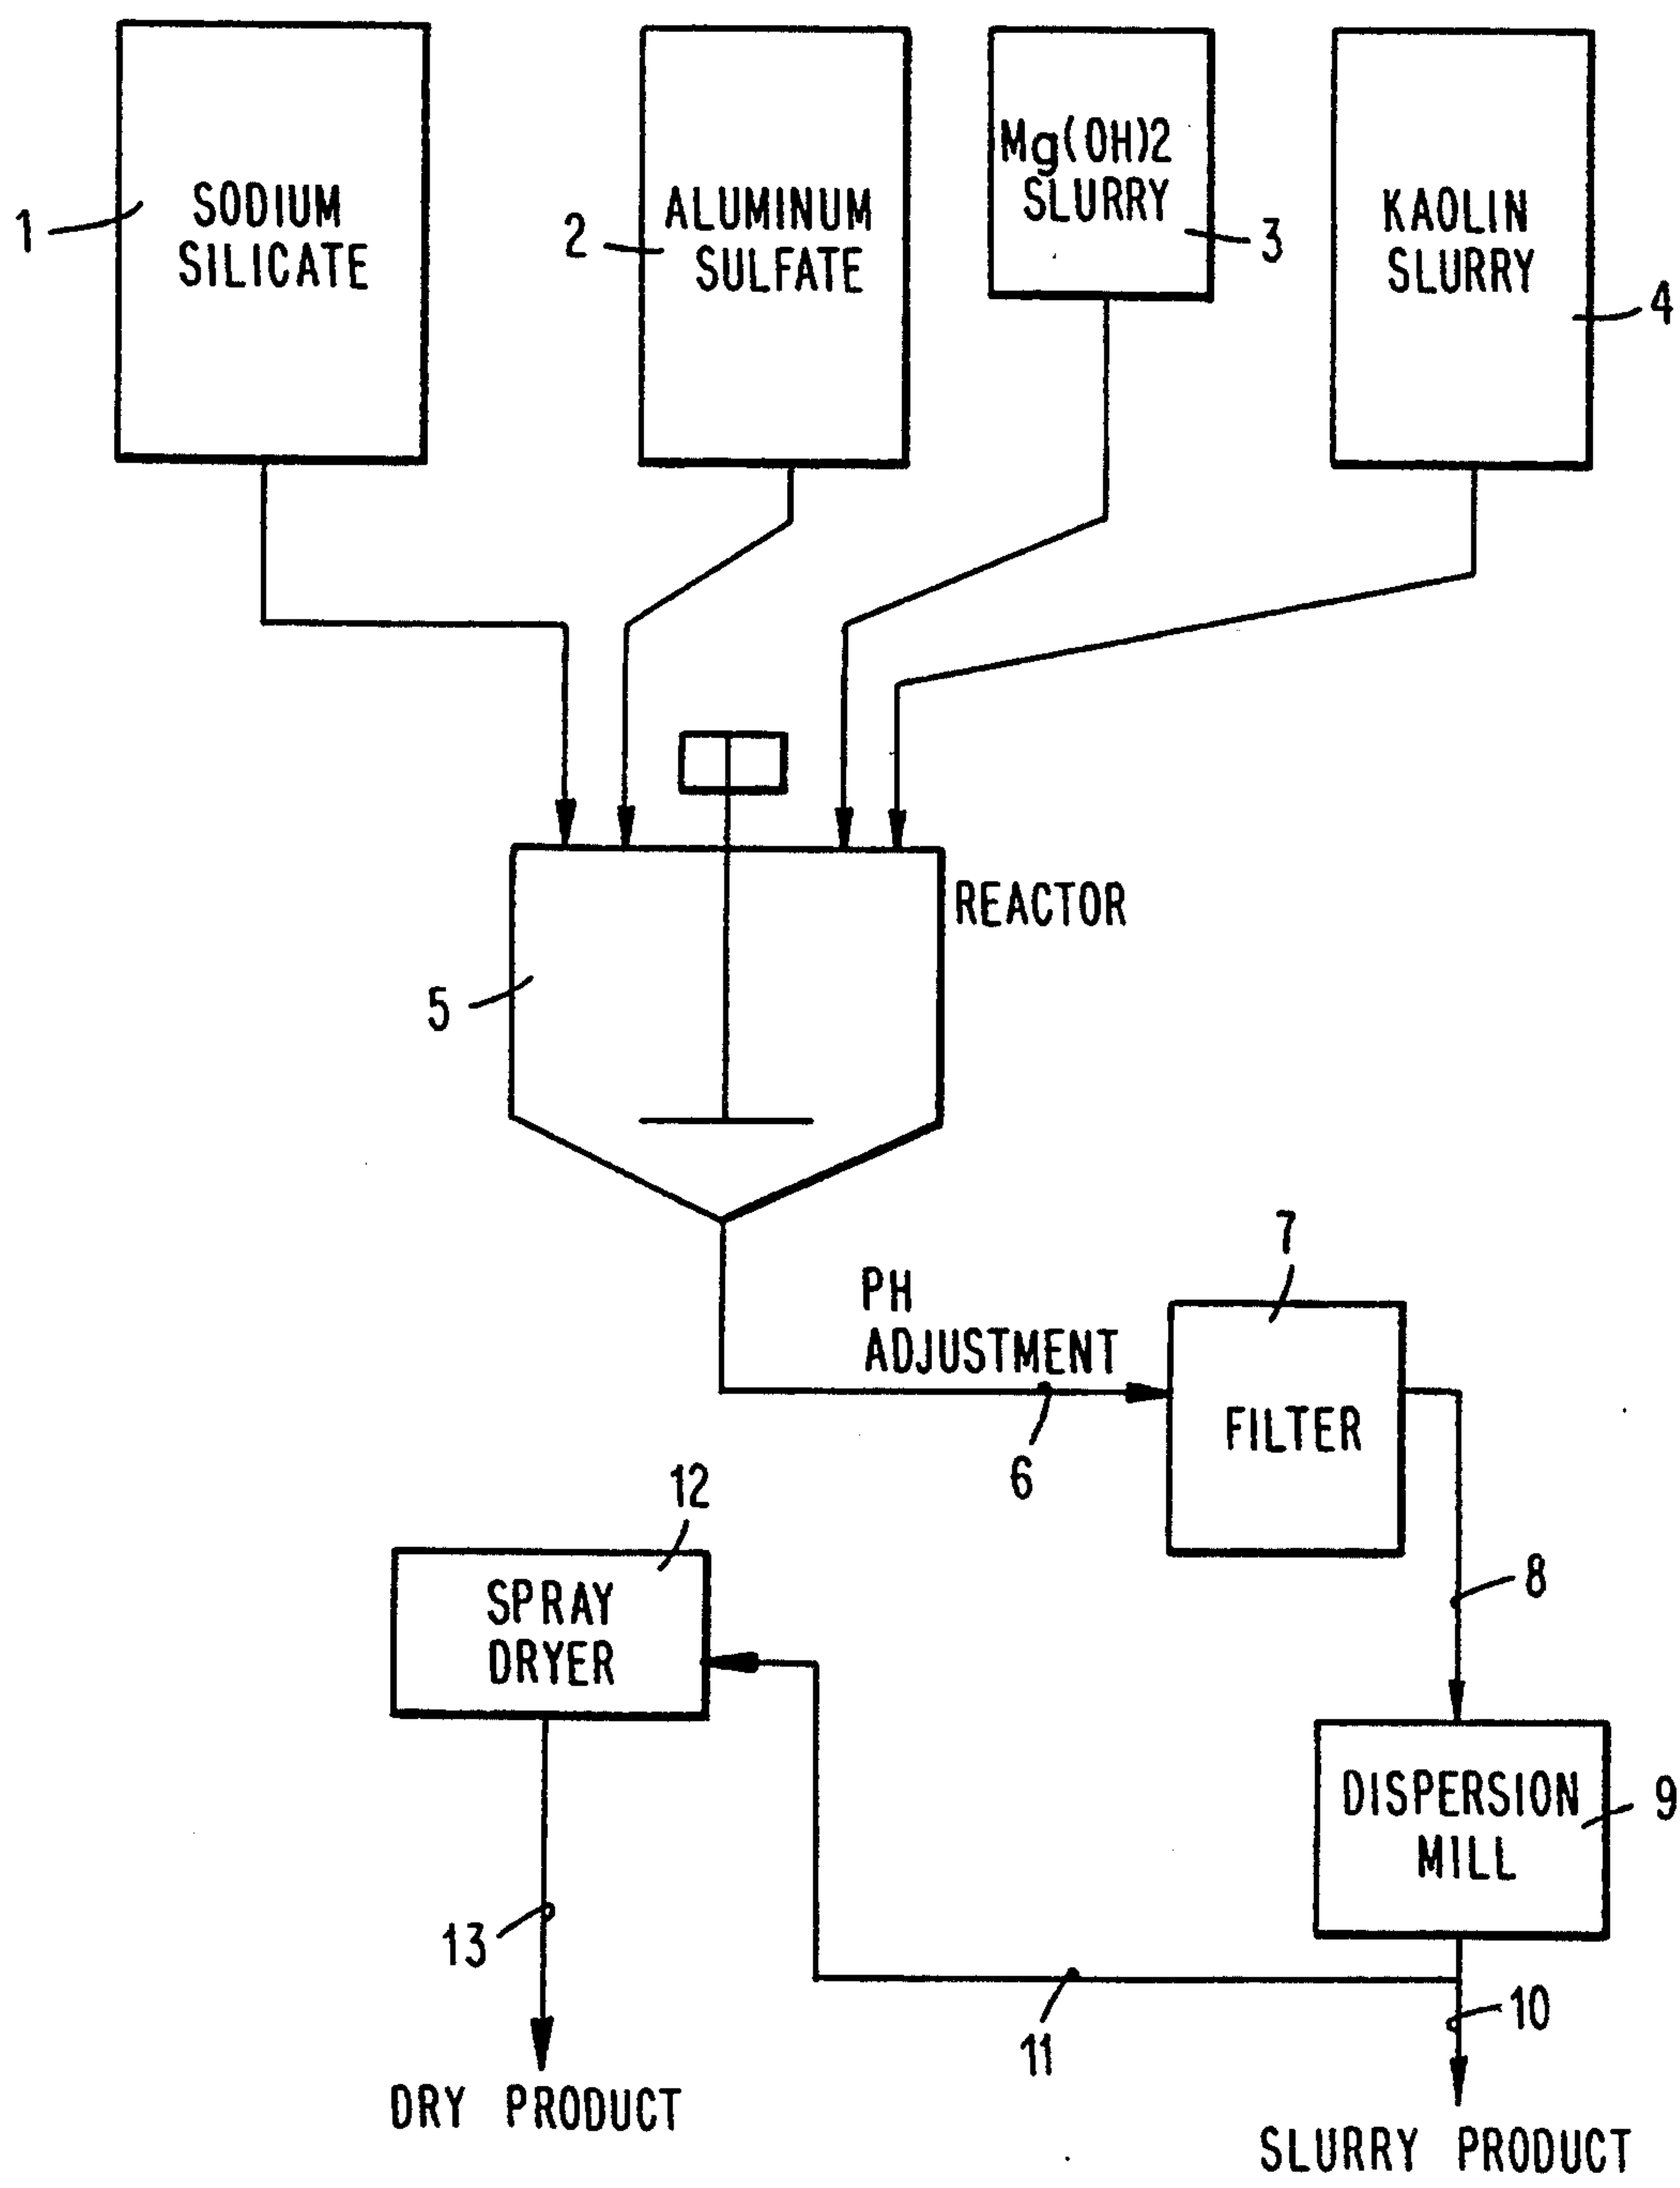 1
SODIUM
SILICATE
2
ALUMINUM
SULFATE
Mg(OH)2
SLURRY
3
KAOLIN
SLURRY
4
REACTOR
5
PH
ADJUSTMENT
6
7
FILTER
8
12
SPRAY
DRYER
DISPERSION
MILL
9
13
11
10
DRY PRODUCT
SLURRY PRODUCT